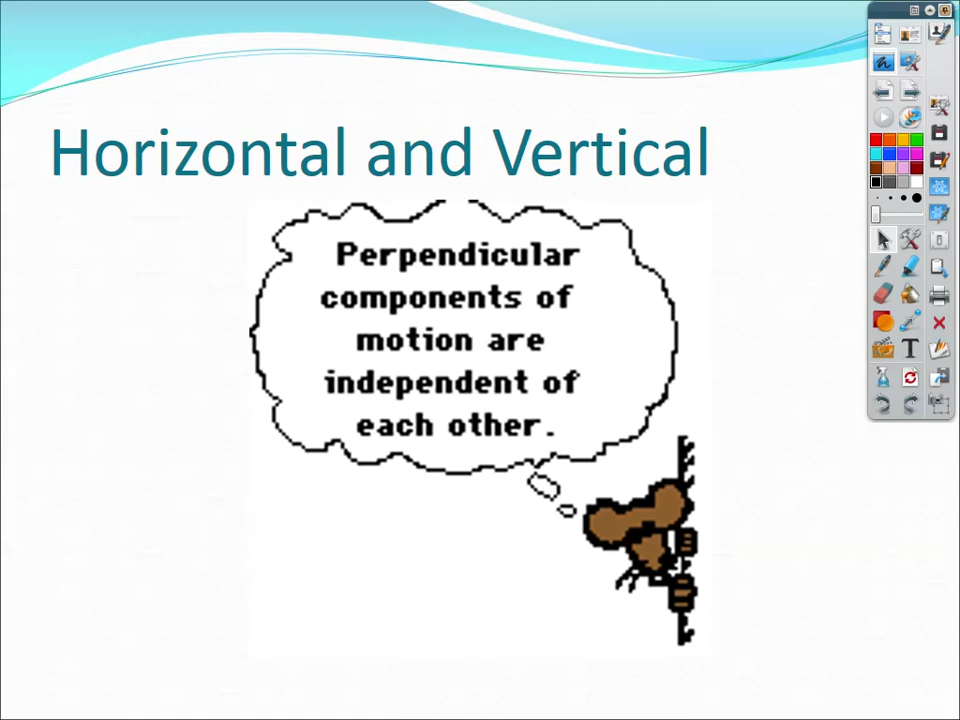 Horizontal and Vertical
Perpendicular
components of
motion are
independent of
each other.